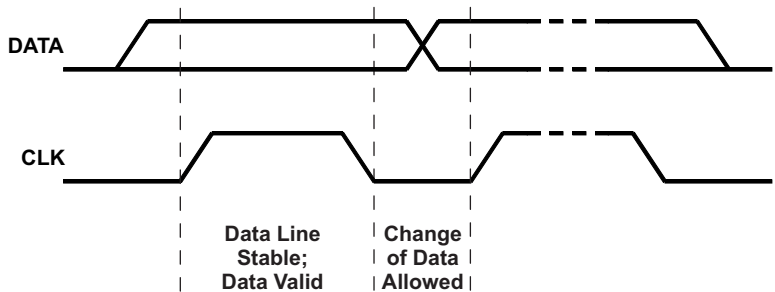 DATA
CLK
Data Line
Stable;
Data Valid
Change
of Data
Allowed